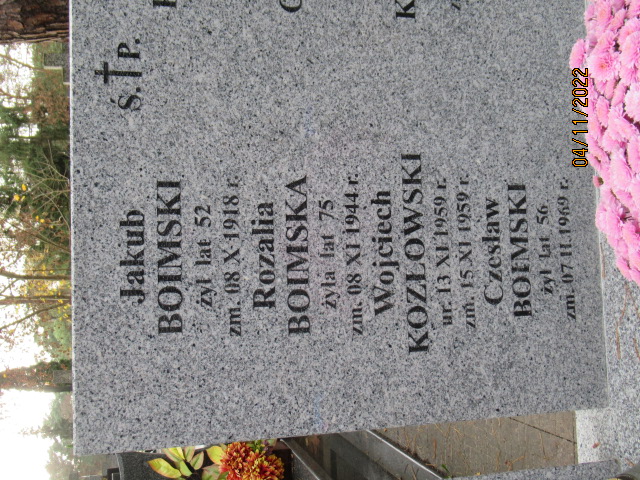 Ś.†P.
Jakub
BOIMSKI
żył lat 52
zm. 08 X 1918 r.
Rozalia
BOIMSKA
żyła lat 75
zm. 08 XI 1944 r.
Wojciech
KOZŁOWSKI
ur. 13 XI 1959 r.
zm. 15 XI 1959 r.
Czesław
BOIMSKI
żył lat 56
zm. 07 II 1969 r.
04/11/2022